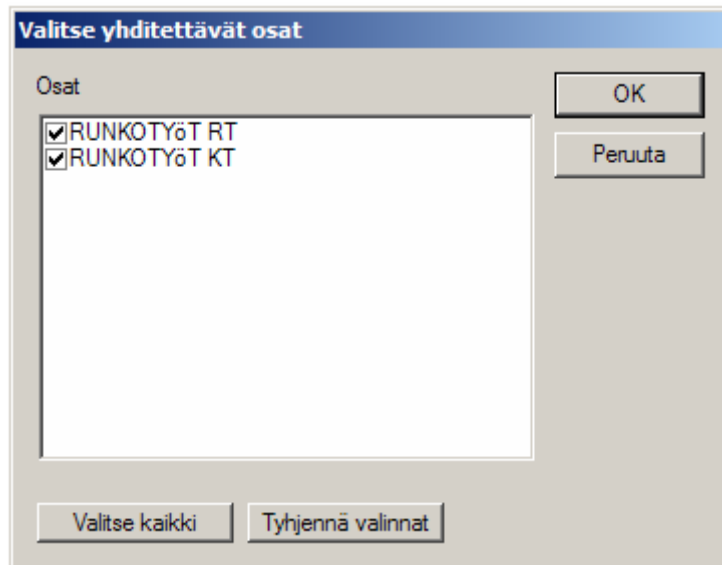 Valitse yhditettävät osat
Osat
OK
RUNKOTYöT RT
RUNKOTYöT KT
Peruuta
Valitse kaikki
Tyhjennä valinnat